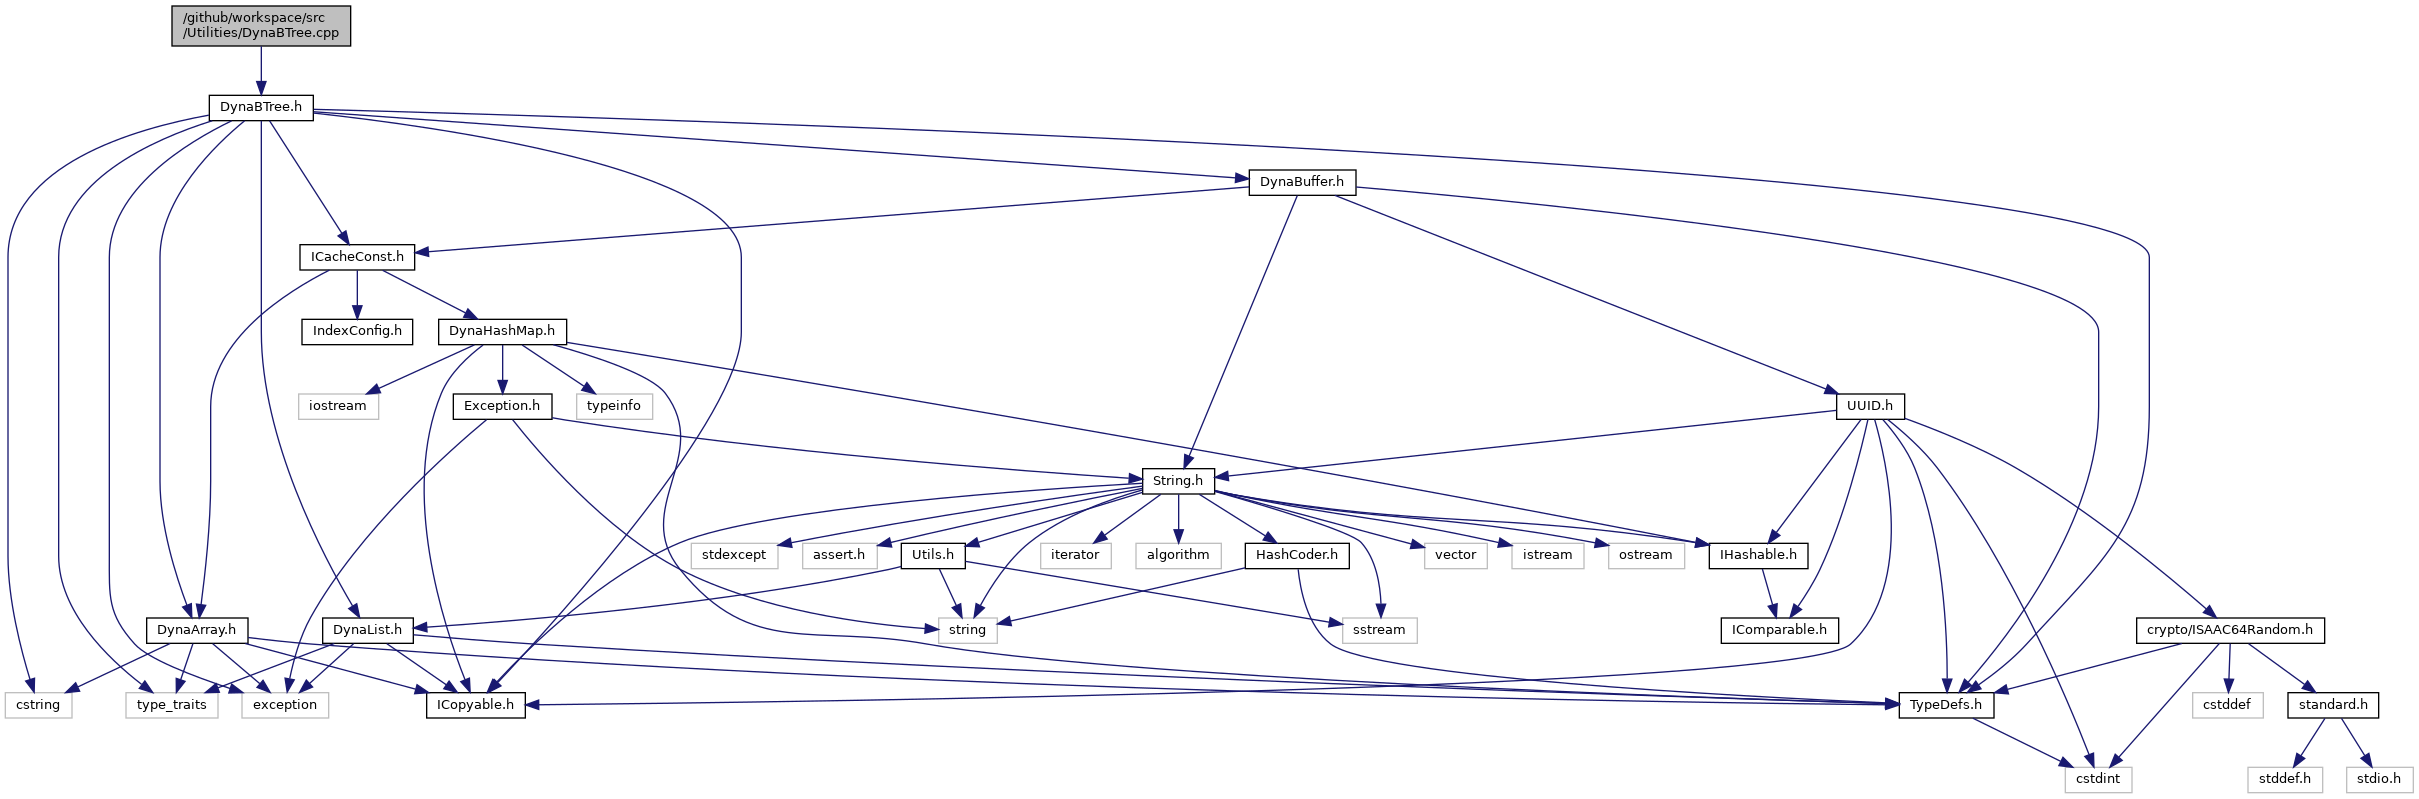 /github/workspace/src
/Utilities/DynaBTree.cpp
DynaBTree.h
DynaBuffer.h
ICacheConst.h
IndexConfig.h
DynaHashMap.h
iostream
Exception.h
typeinfo
UUID.h
String.h
stdexcept
assert.h
Utils.h
iterator
algorithm
HashCoder.h
vector
istream
ostream
IHashable.h
DynaArray.h
DynaList.h
string
sstream
IComparable.h
crypto/ISAAC64Random.h
cstring
type_traits
exception
ICopyable.h
TypeDefs.h
cstddef
standard.h
cstdint
stddef.h
stdio.h